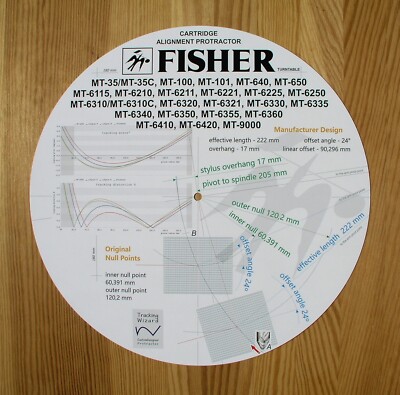 CARTRIDGE
ALIGNMENT PROTRACTOR
FISHER
TURNTABLE
MT-35/MT-35C, MT-100, MT-101, MT-640, MT-650
MT-6115, MT-6210, MT-6211, MT-6221, MT-6225, MT-6250
MT-6310/MT-6310C, MT-6320, MT-6321, MT-6330, MT-6335
MT-6340, MT-6350, MT-6355, MT-6360
MT-6410, MT-6420, MT-9000
Manufacturer Design
effective length - 222 mm
offset angle - 24°
overhang - 17 mm
linear offset - 90,296 mm
stylus overhang 17 mm
pivot to spindle 205 mm
outer null 120,2 mm
inner null 60,391 mm
effective length 222 mm
offset angle 24°
offset angle 24°
B
Original
Null Points
inner null point
60,391 mm
outer null point
120,2 mm
Tracking
Wizard
A